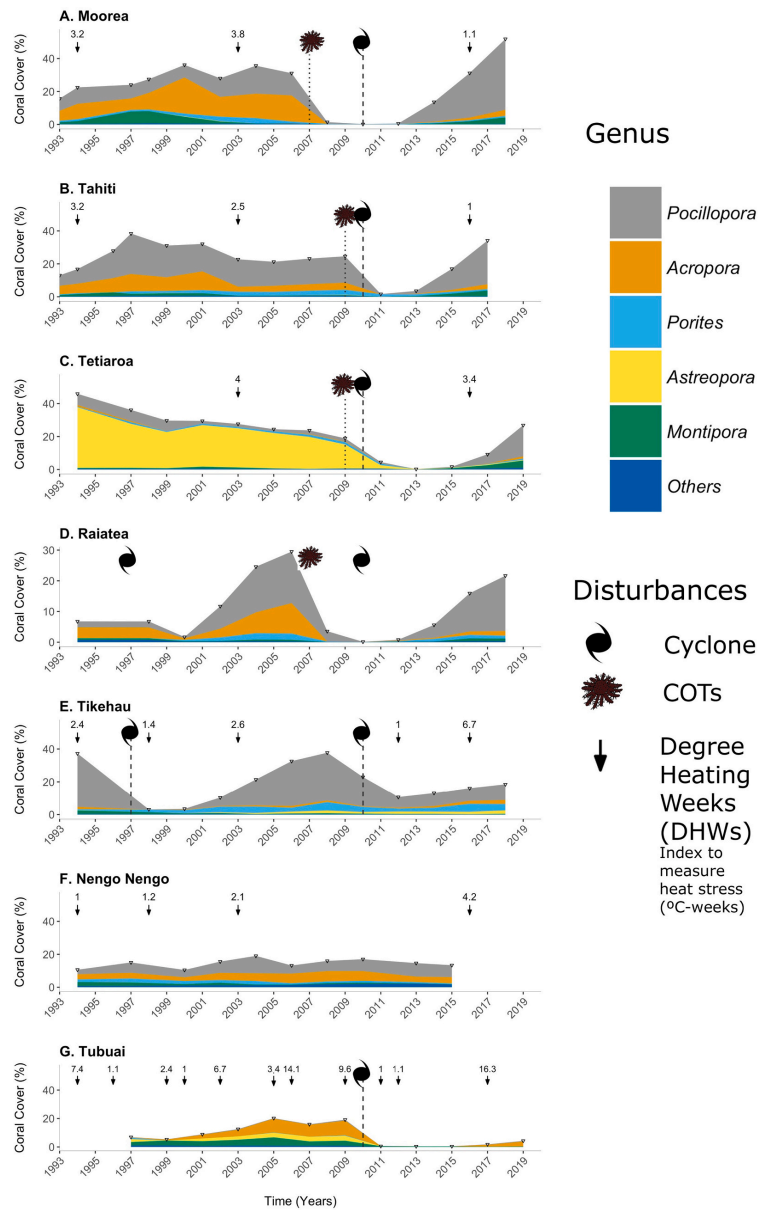 A. Moorea
3.2 3.8 1.1
Coral Cover (%)
40
20
0
1993 1995 1997 1999 2001 2003 2005 2007 2009 2011 2013 2015 2017 2019
B. Tahiti
3.2 2.5 1
Coral Cover (%)
40
20
0
1993 1995 1997 1999 2001 2003 2005 2007 2009 2011 2013 2015 2017 2019
C. Tetiaroa
4 3.4
Coral Cover (%)
40
20
0
1993 1995 1997 1999 2001 2003 2005 2007 2009 2011 2013 2015 2017 2019
D. Raiatea
Coral Cover (%)
30
20
10
0
1993 1995 1997 1999 2001 2003 2005 2007 2009 2011 2013 2015 2017 2019
E. Tikehau
2.4 1.4 2.6 1 6.7
Coral Cover (%)
40
20
0
1993 1995 1997 1999 2001 2003 2005 2007 2009 2011 2013 2015 2017 2019
F. Nengo Nengo
1 1.2 2.1 4.2
Coral Cover (%)
40
20
0
1993 1995 1997 1999 2001 2003 2005 2007 2009 2011 2013 2015 2017 2019
G. Tubuai
7.4 1.1 2.4 1 6.7 3.4 14.1 9.6 1 1.1 16.3
Coral Cover (%)
40
20
0
1993 1995 1997 1999 2001 2003 2005 2007 2009 2011 2013 2015 2017 2019
Time (Years)
Genus
Pocillopora
Acropora
Porites
Astreopora
Montipora
Others
Disturbances
Cyclone
COTs
Degree
Heating
Weeks
(DHWs)
Index to
measure
heat stress
(ºC-weeks)